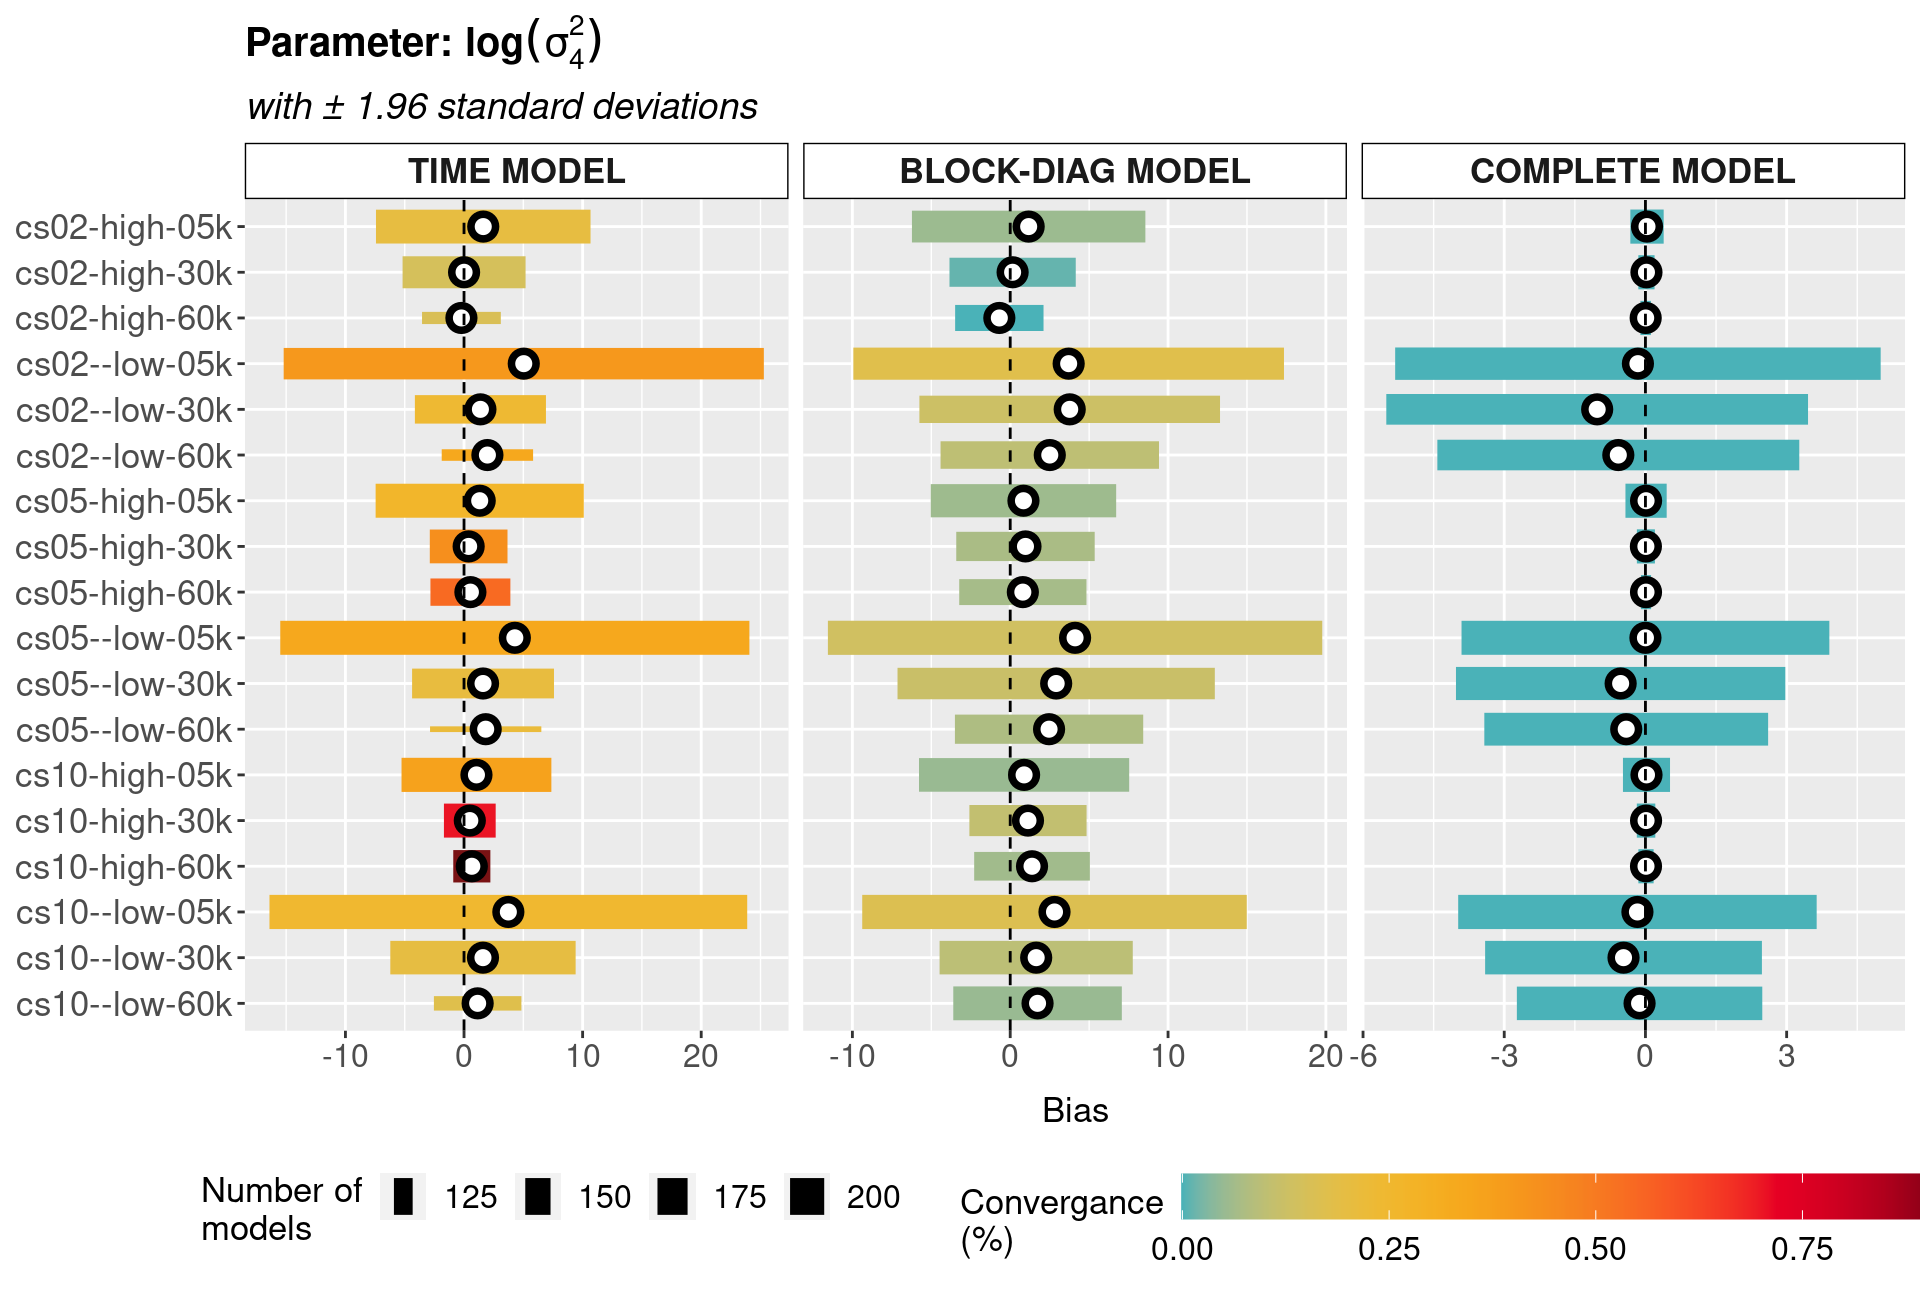 Parameter: log(σ₄²)
with ± 1.96 standard deviations
TIME MODEL BLOCK-DIAG MODEL COMPLETE MODEL
cs02-high-05k
cs02-high-30k
cs02-high-60k
cs02--low-05k
cs02--low-30k
cs02--low-60k
cs05-high-05k
cs05-high-30k
cs05-high-60k
cs05--low-05k
cs05--low-30k
cs05--low-60k
cs10-high-05k
cs10-high-30k
cs10-high-60k
cs10--low-05k
cs10--low-30k
cs10--low-60k
-10 0 10 20 -10 0 10 20 -6 -3 0 3
Bias
Number of
models
125 150 175 200
Convergance
(%)
0.00 0.25 0.50 0.75